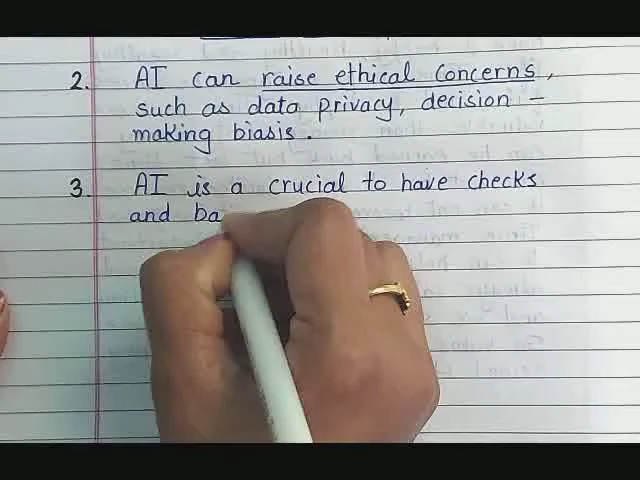 2. AI can raise ethical concerns,
such as data privacy, decision -
making biasis.
3. AI is a crucial to have checks
and ba